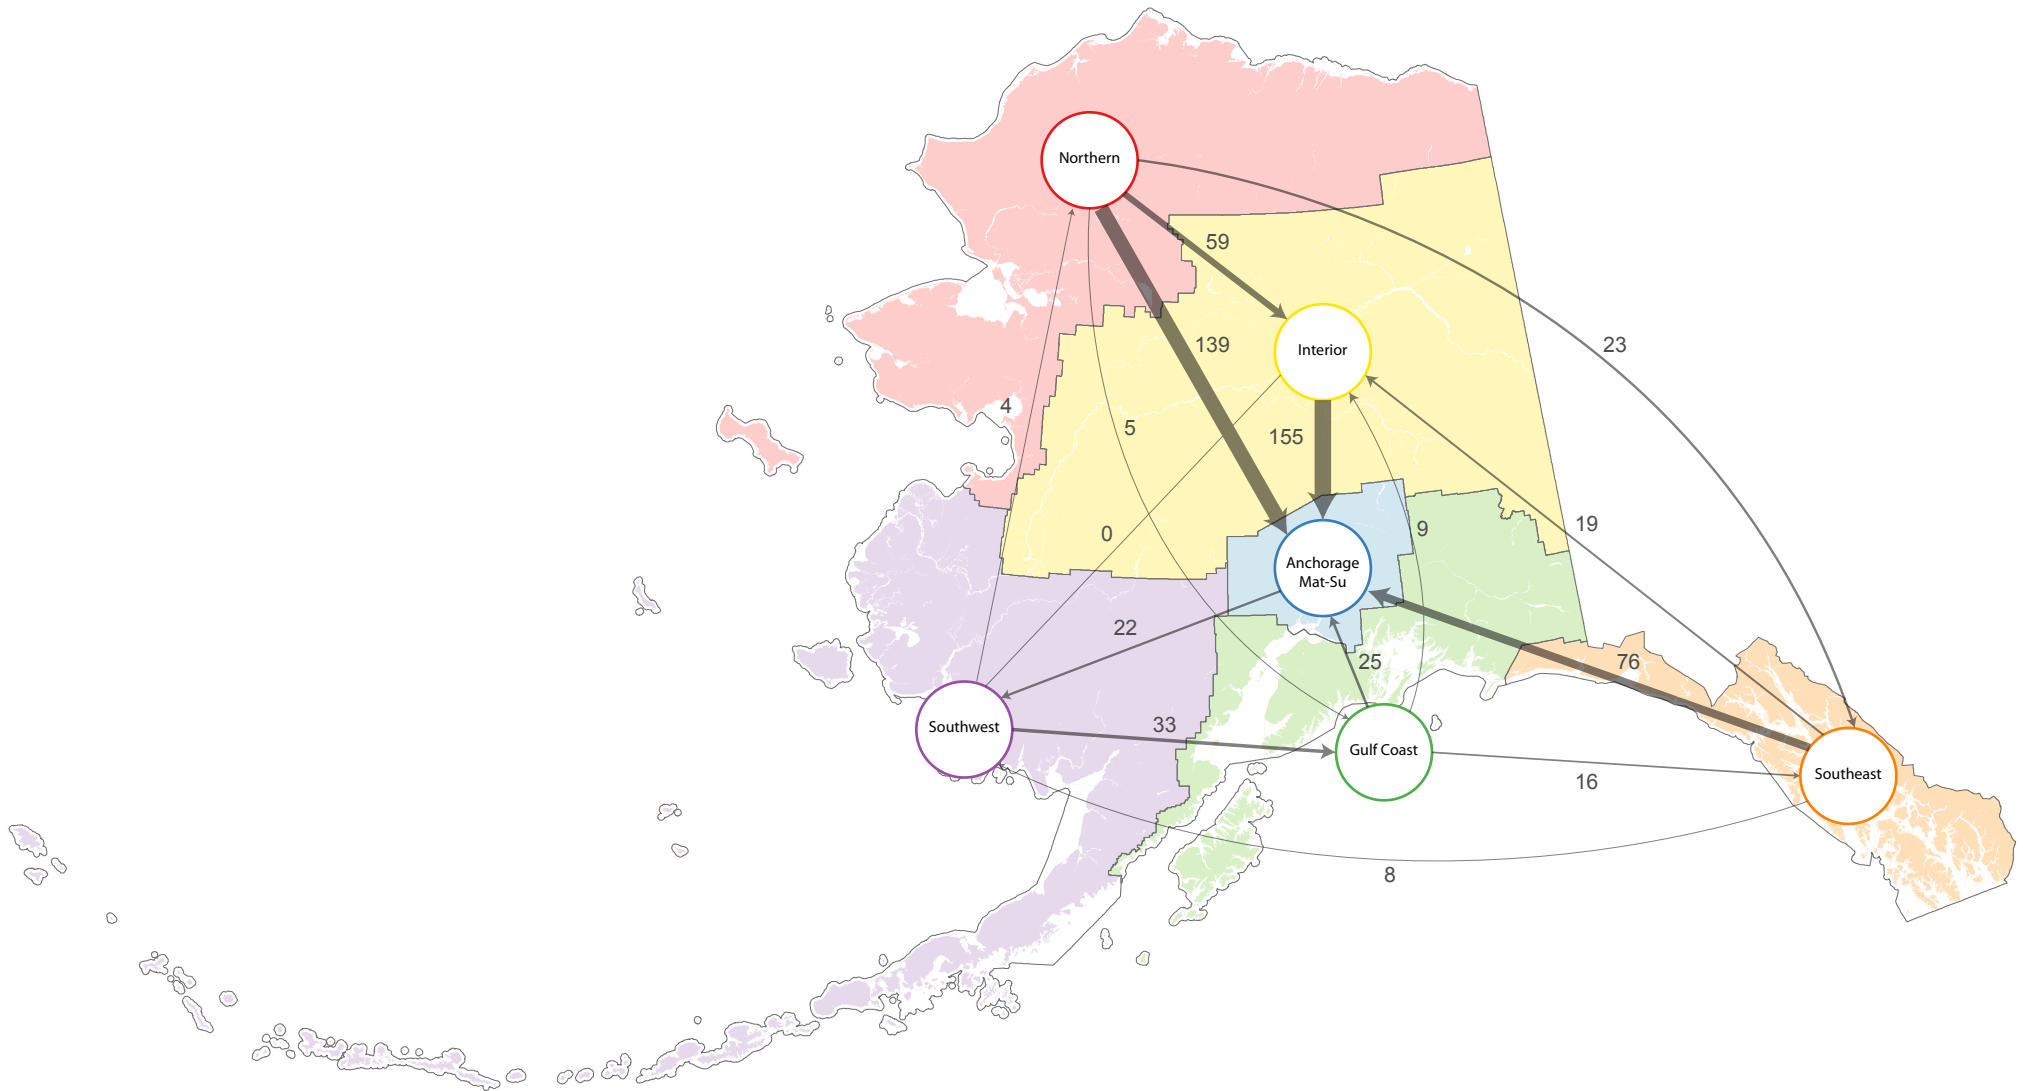 Northern
59
139
Interior
23
4
5
155
0
9
19
Anchorage
Mat-Su
22
25
76
Southwest
33
Gulf Coast
16
Southeast
8